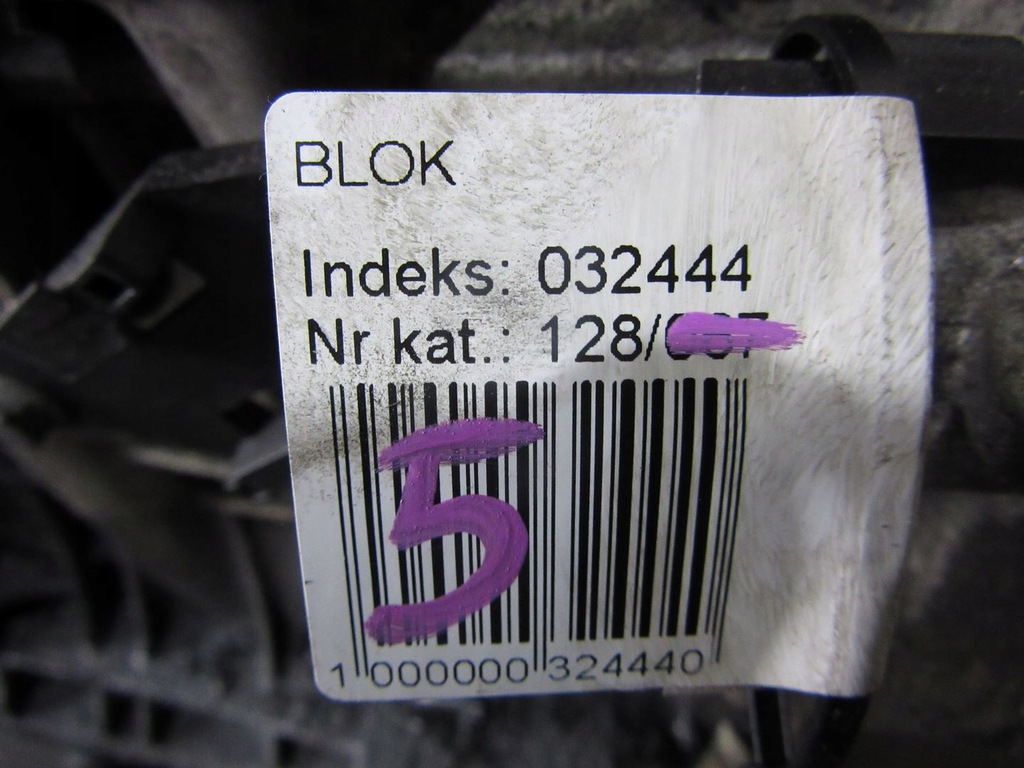 BLOK
Indeks: 032444
Nr kat.: 128/
5
1 000000 324440